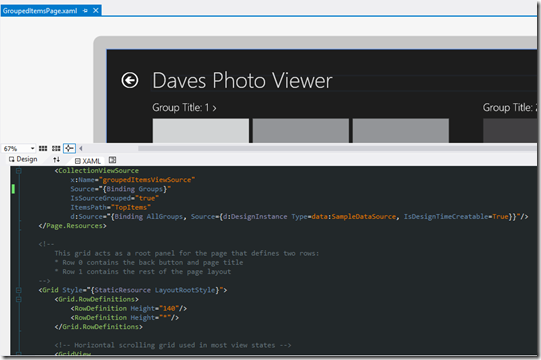 GroupedItemsPage.xaml
Daves Photo Viewer
Group Title: 1 >
Group Title: 2
67%
Design
XAML
<CollectionViewSource
x:Name="groupedItemsViewSource"
Source="{Binding Groups}"
IsSourceGrouped="true"
ItemsPath="TopItems"
d:Source="{Binding AllGroups, Source={d:DesignInstance Type=data:SampleDataSource, IsDesignTimeCreatable=True}}"/>
</Page.Resources>
<!--
This grid acts as a root panel for the page that defines two rows:
* Row 0 contains the back button and page title
* Row 1 contains the rest of the page layout
-->
<Grid Style="{StaticResource LayoutRootStyle}">
<Grid.RowDefinitions>
<RowDefinition Height="140"/>
<RowDefinition Height="*"/>
</Grid.RowDefinitions>
<!-- Horizontal scrolling grid used in most view states -->
<GridView